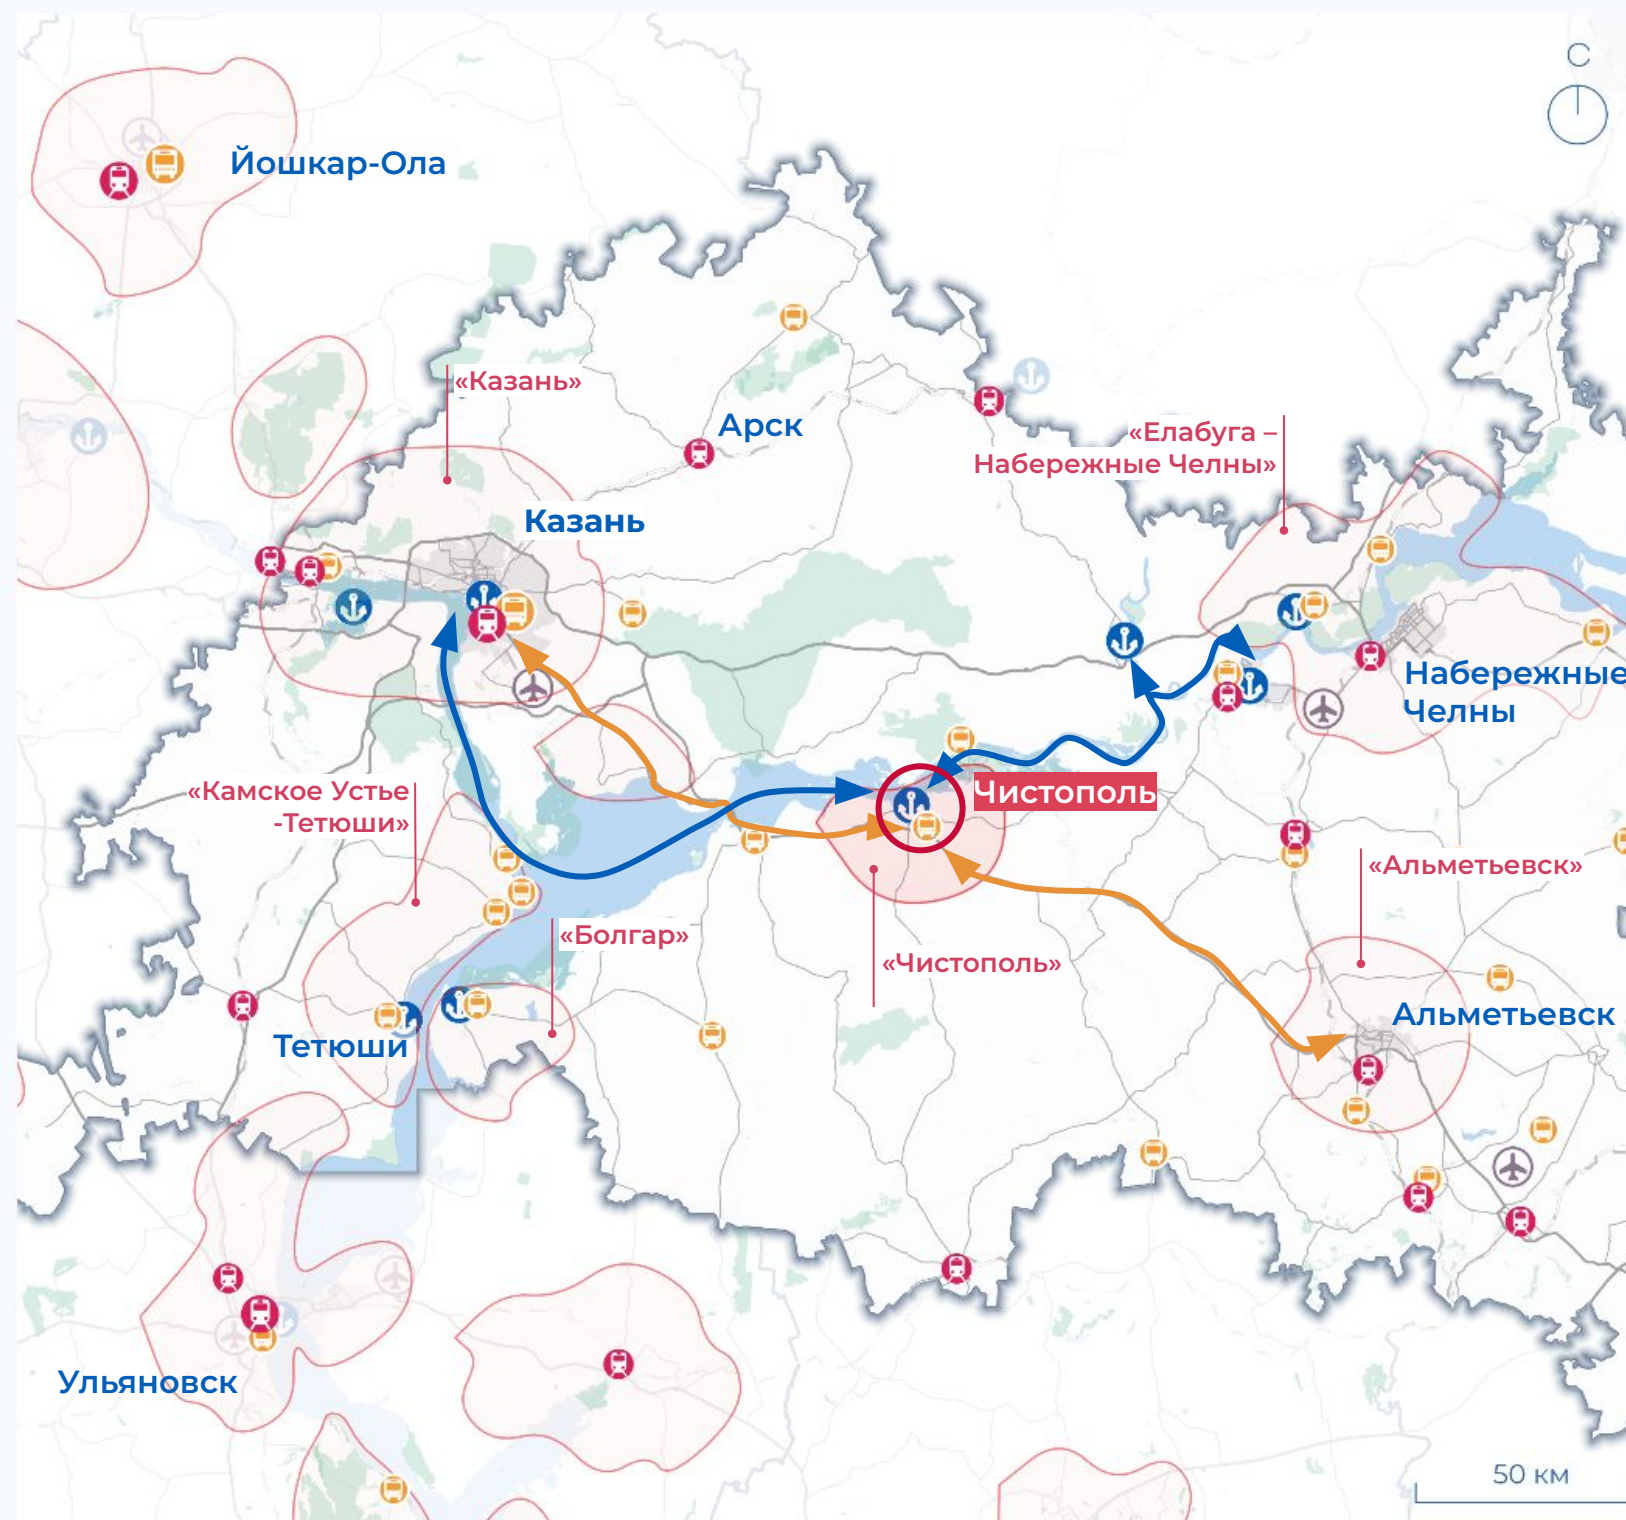 С
Йошкар-Ола
«Казань»
Арск
«Елабуга –
Набережные Челны»
Казань
Набережные
Челны
«Камское Устье
-Тетюши»
Чистополь
«Альметьевск»
«Болгар»
«Чистополь»
Альметьевск
Тетюши
Ульяновск
50 км